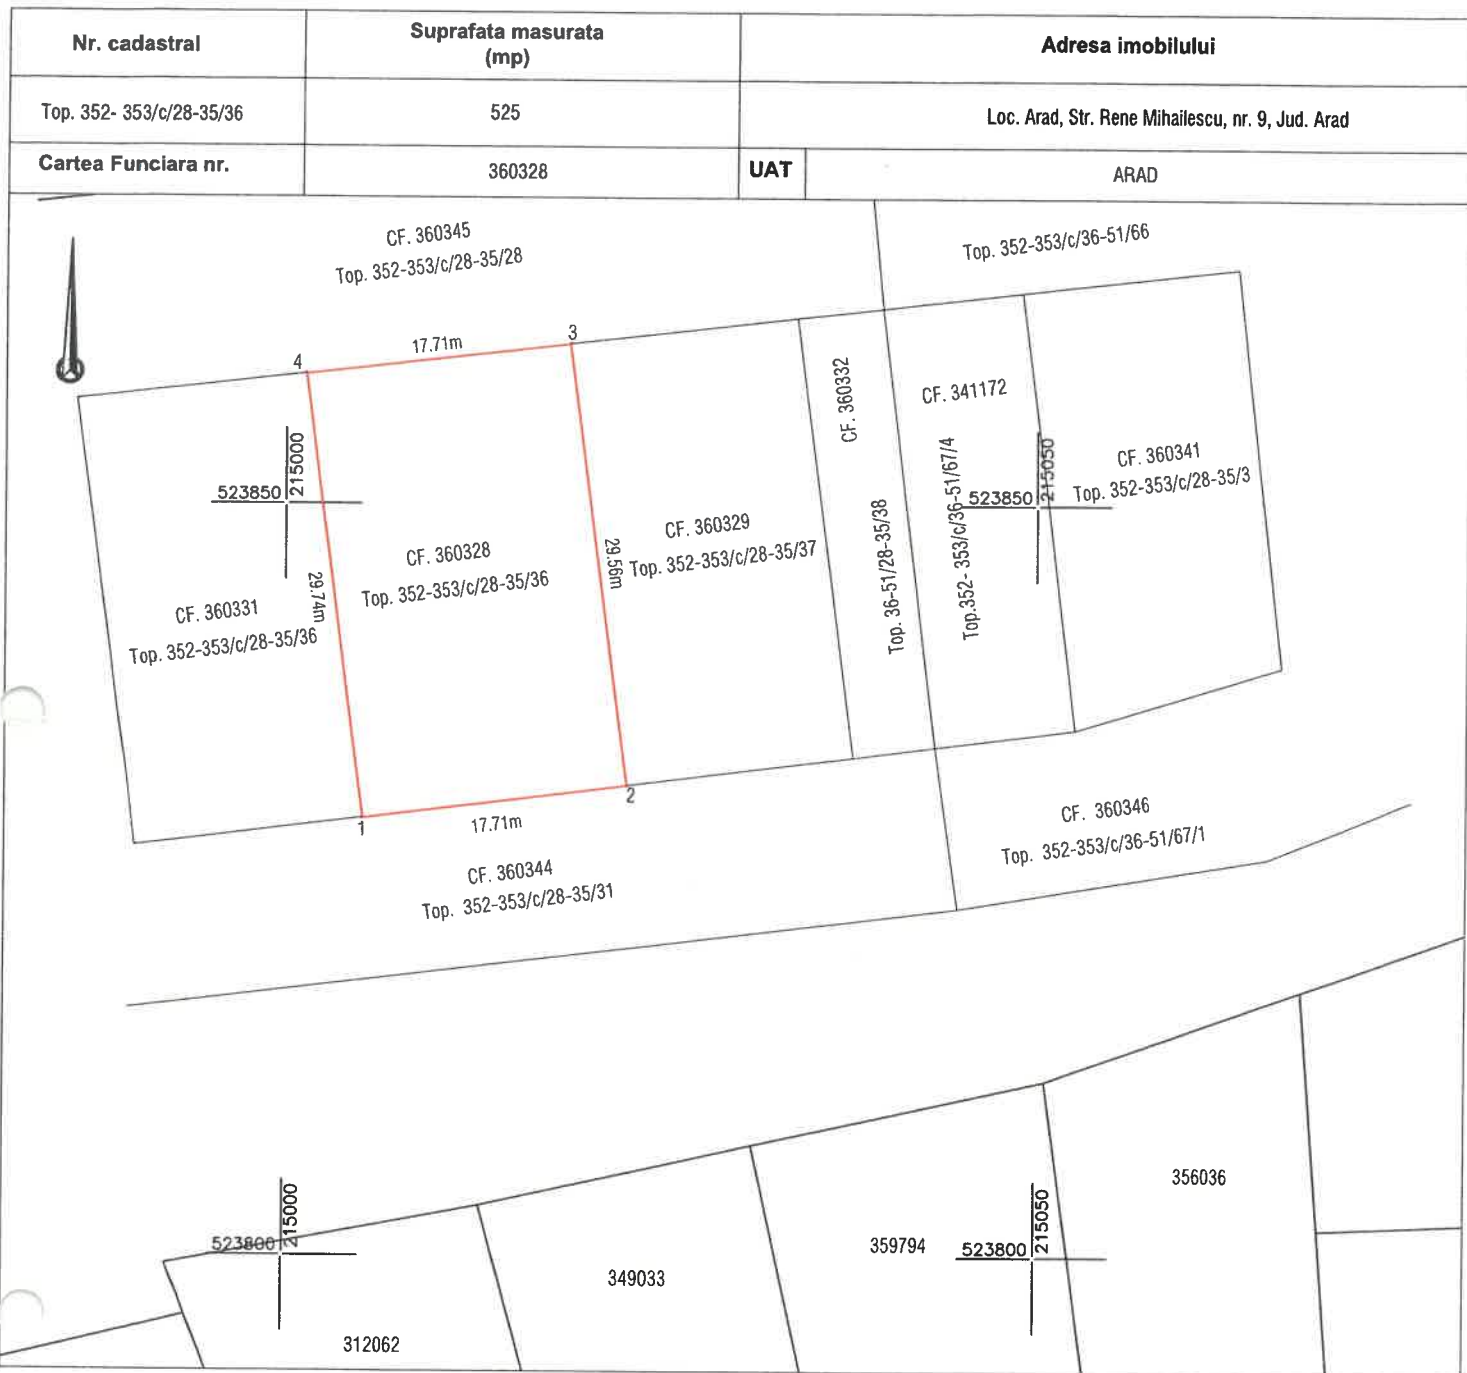 Nr. cadastral
Suprafata masurata
(mp)
Adresa imobilului
Top. 352- 353/c/28-35/36
525
Loc. Arad, Str. Rene Mihailescu, nr. 9, Jud. Arad
Cartea Funciara nr.
360328
UAT
ARAD
CF. 360345
Top. 352-353/c/28-35/28
Top. 352-353/c/36-51/66
4
17.71m
3
CF. 360332
CF. 341172
215000
523850
CF. 360341
Top. 352-353/c/28-35/3
215050
523850
Top.352- 353/c/36-51/67/4
Top. 36-51/28-35/38
CF. 360329
Top. 352-353/c/28-35/37
29.56m
CF. 360328
Top. 352-353/c/28-35/36
29.74m
CF. 360331
Top. 352-353/c/28-35/36
1
17.71m
2
CF. 360346
Top. 352-353/c/36-51/67/1
CF. 360344
Top. 352-353/c/28-35/31
215000
523800
312062
349033
359794
523800
215050
356036